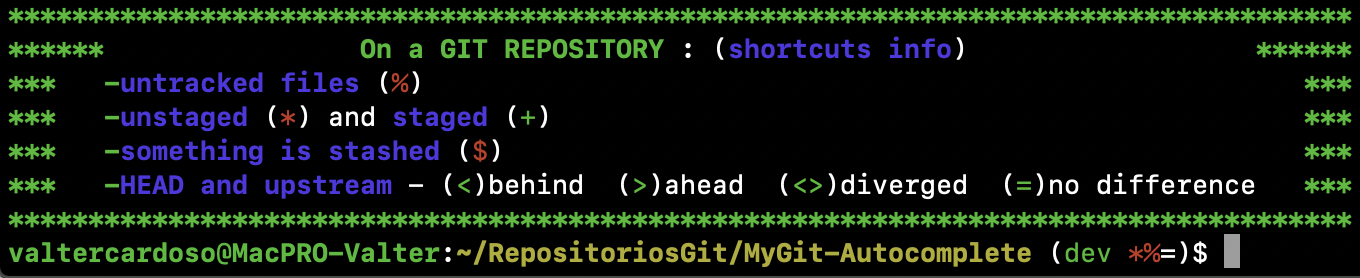 ************************************************************************************
****** On a GIT REPOSITORY : (shortcuts info) ******
*** -untracked files (%) ***
*** -unstaged (*) and staged (+) ***
*** -something is stashed ($) ***
*** -HEAD and upstream - (<)behind (>)ahead (<>)diverged (=)no difference ***
************************************************************************************
valtercardoso@MacPRO-Valter:~/RepositoriosGit/MyGit-Autocomplete (dev *%=)$